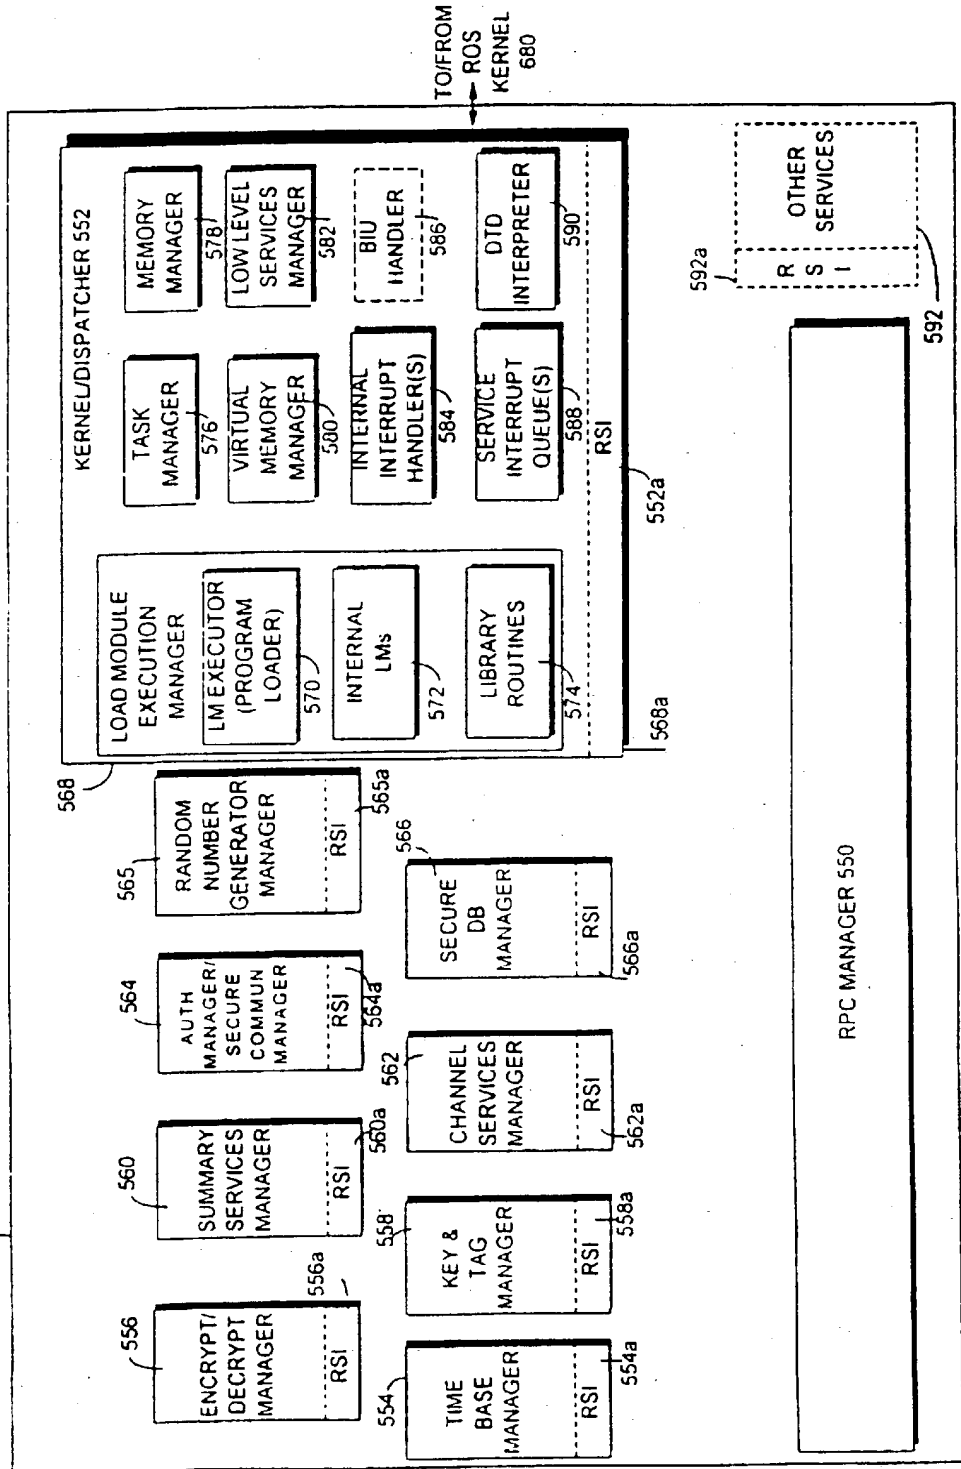 TO/FROM
ROS
KERNEL
680
KERNEL/DISPATCHER 552
LOAD MODULE
EXECUTION
MANAGER
LM EXECUTOR
(PROGRAM
LOADER)
570
INTERNAL
LMs
572
LIBRARY
ROUTINES
574
568
568a
TASK
MANAGER
576
VIRTUAL
MEMORY
MANAGER
580
INTERNAL
INTERRUPT
HANDLER(S)
584
SERVICE
INTERRUPT
QUEUE(S)
588
MEMORY
MANAGER
578
LOW LEVEL
SERVICES
MANAGER
582
BIU
HANDLER
586
DTD
INTERPRETER
590
RSI
552a
556
ENCRYPT/
DECRYPT
MANAGER
RSI
556a
560
SUMMARY
SERVICES
MANAGER
RSI
560a
564
AUTH
MANAGER/
SECURE
COMMUN
MANAGER
RSI
564a
565
RANDOM
NUMBER
GENERATOR
MANAGER
RSI
565a
554
TIME
BASE
MANAGER
RSI
554a
558
KEY &
TAG
MANAGER
RSI
558a
562
CHANNEL
SERVICES
MANAGER
RSI
562a
566
SECURE
DB
MANAGER
RSI
566a
592a
RSI
OTHER
SERVICES
592
RPC MANAGER 550